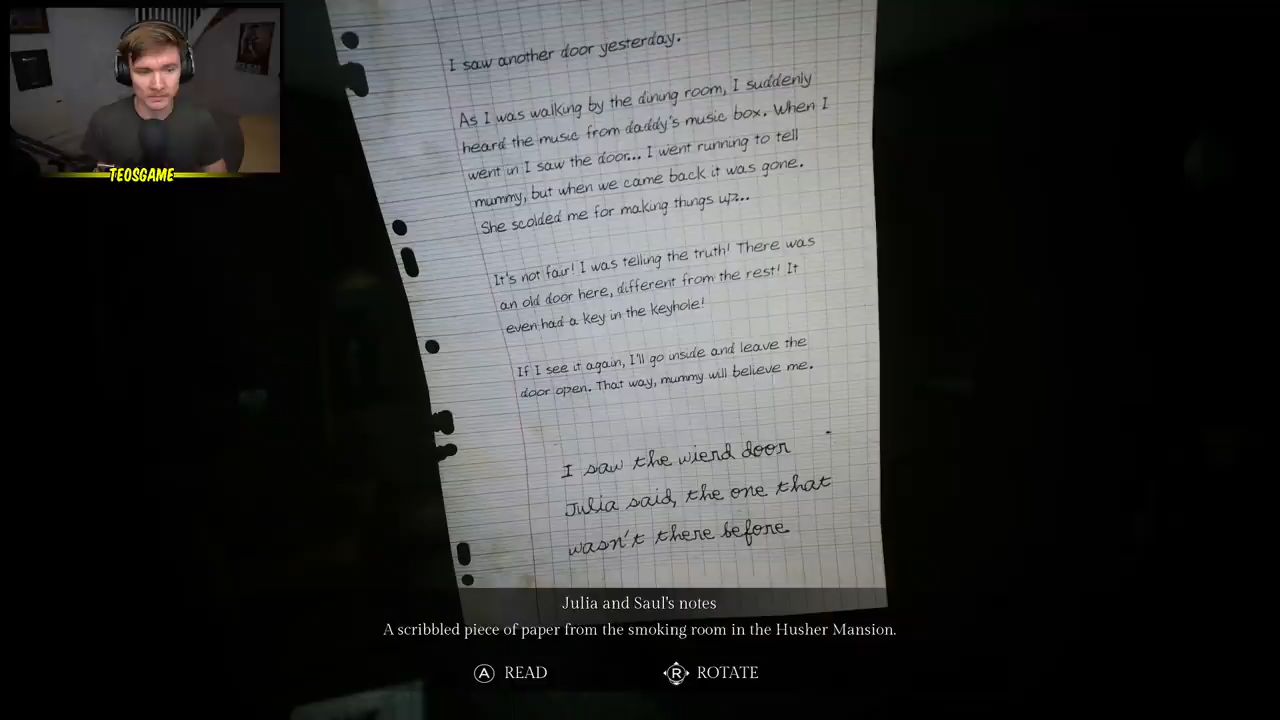 I saw another door yesterday.
As I was walking by the dining room, I suddenly
heard the music from daddy's music box. When I
went in I saw the door... I went running to tell
mummy, but when we came back it was gone.
She scolded me for making things up...
It's not fair! I was telling the truth! There was
an old door here, different from the rest! It
even had a key in the keyhole!
If I see it again, I'll go inside and leave the
door open. That way, mummy will believe me.
I saw the wierd door
Julia said, the one that
wasn't there before
TEOSGAME
Julia and Saul's notes
A scribbled piece of paper from the smoking room in the Husher Mansion.
A READ
R ROTATE